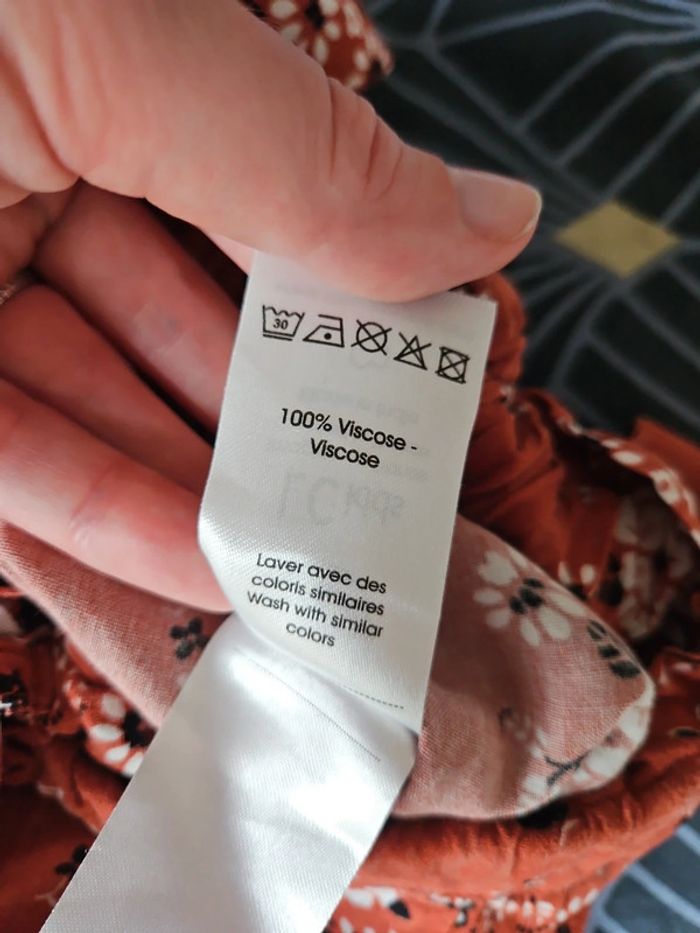 30
100% Viscose -
Viscose
Laver avec des
coloris similaires
Wash with similar
colors